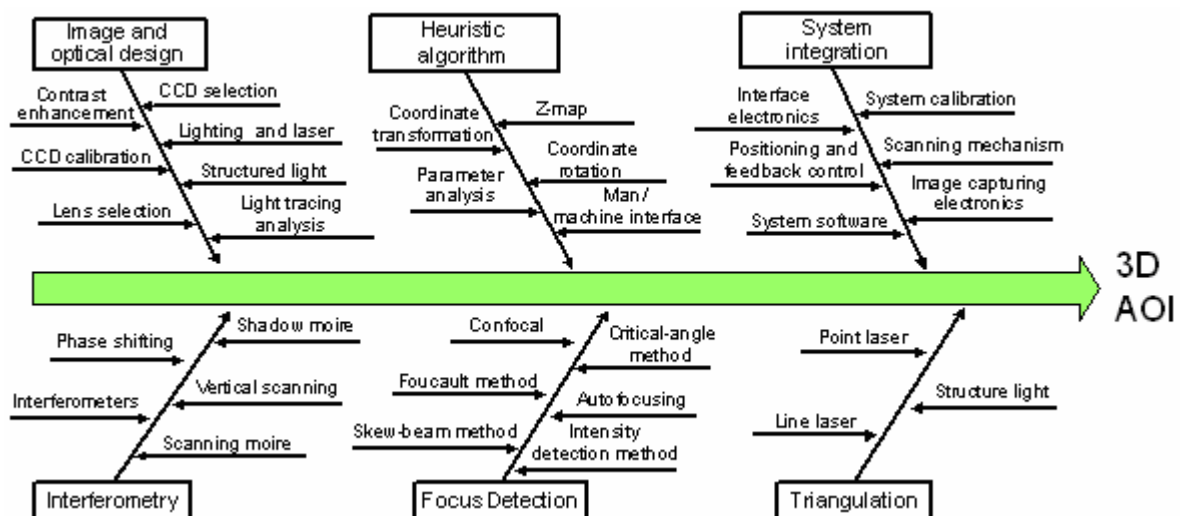 Image and
optical design
Heuristic
algorithm
System
integration
CCD selection
Contrast
enhancement
Lighting and laser
CCD calibration
Structured light
Lens selection
Light tracing
analysis
Z-map
Coordinate
transformation
Coordinate
rotation
Parameter
analysis
Man/
machine interface
System calibration
Interface
electronics
Scanning mechanism
Positioning and
feedback control
Image capturing
electronics
System software
3D
AOI
Shadow moire
Phase shifting
Vertical scanning
Interferometers
Scanning moire
Interferometry
Confocal
Critical-angle
method
Foucault method
Autofocusing
Skew-beam method
Intensity
detection method
Focus Detection
Point laser
Structure light
Line laser
Triangulation